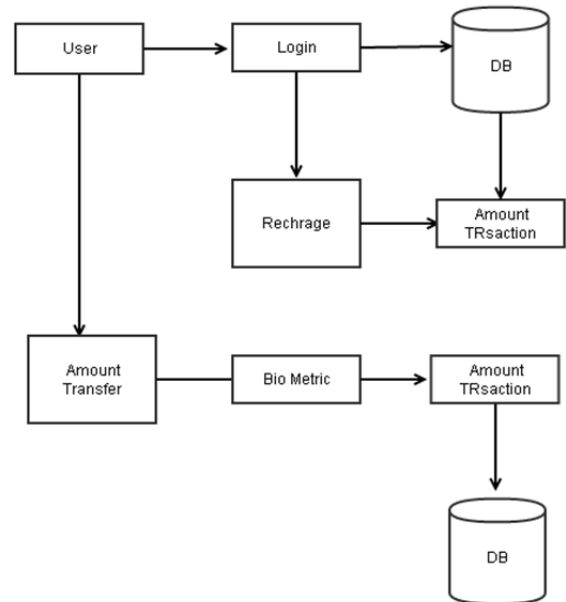 User
Login
DB
Rechrage
Amount
TRsaction
Amount
Transfer
Bio Metric
Amount
TRsaction
DB